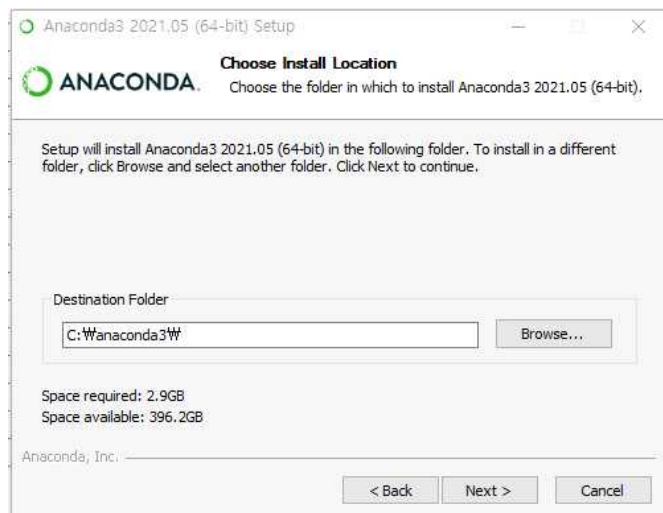 Anaconda3 2021.05 (64-bit) Setup
ANACONDA.
Choose Install Location
Choose the folder in which to install Anaconda3 2021.05 (64-bit).
Setup will install Anaconda3 2021.05 (64-bit) in the following folder. To install in a different
folder, click Browse and select another folder. Click Next to continue.
Destination Folder
C:₩anaconda3₩
Browse...
Space required: 2.9GB
Space available: 396.2GB
Anaconda, Inc.
< Back
Next >
Cancel